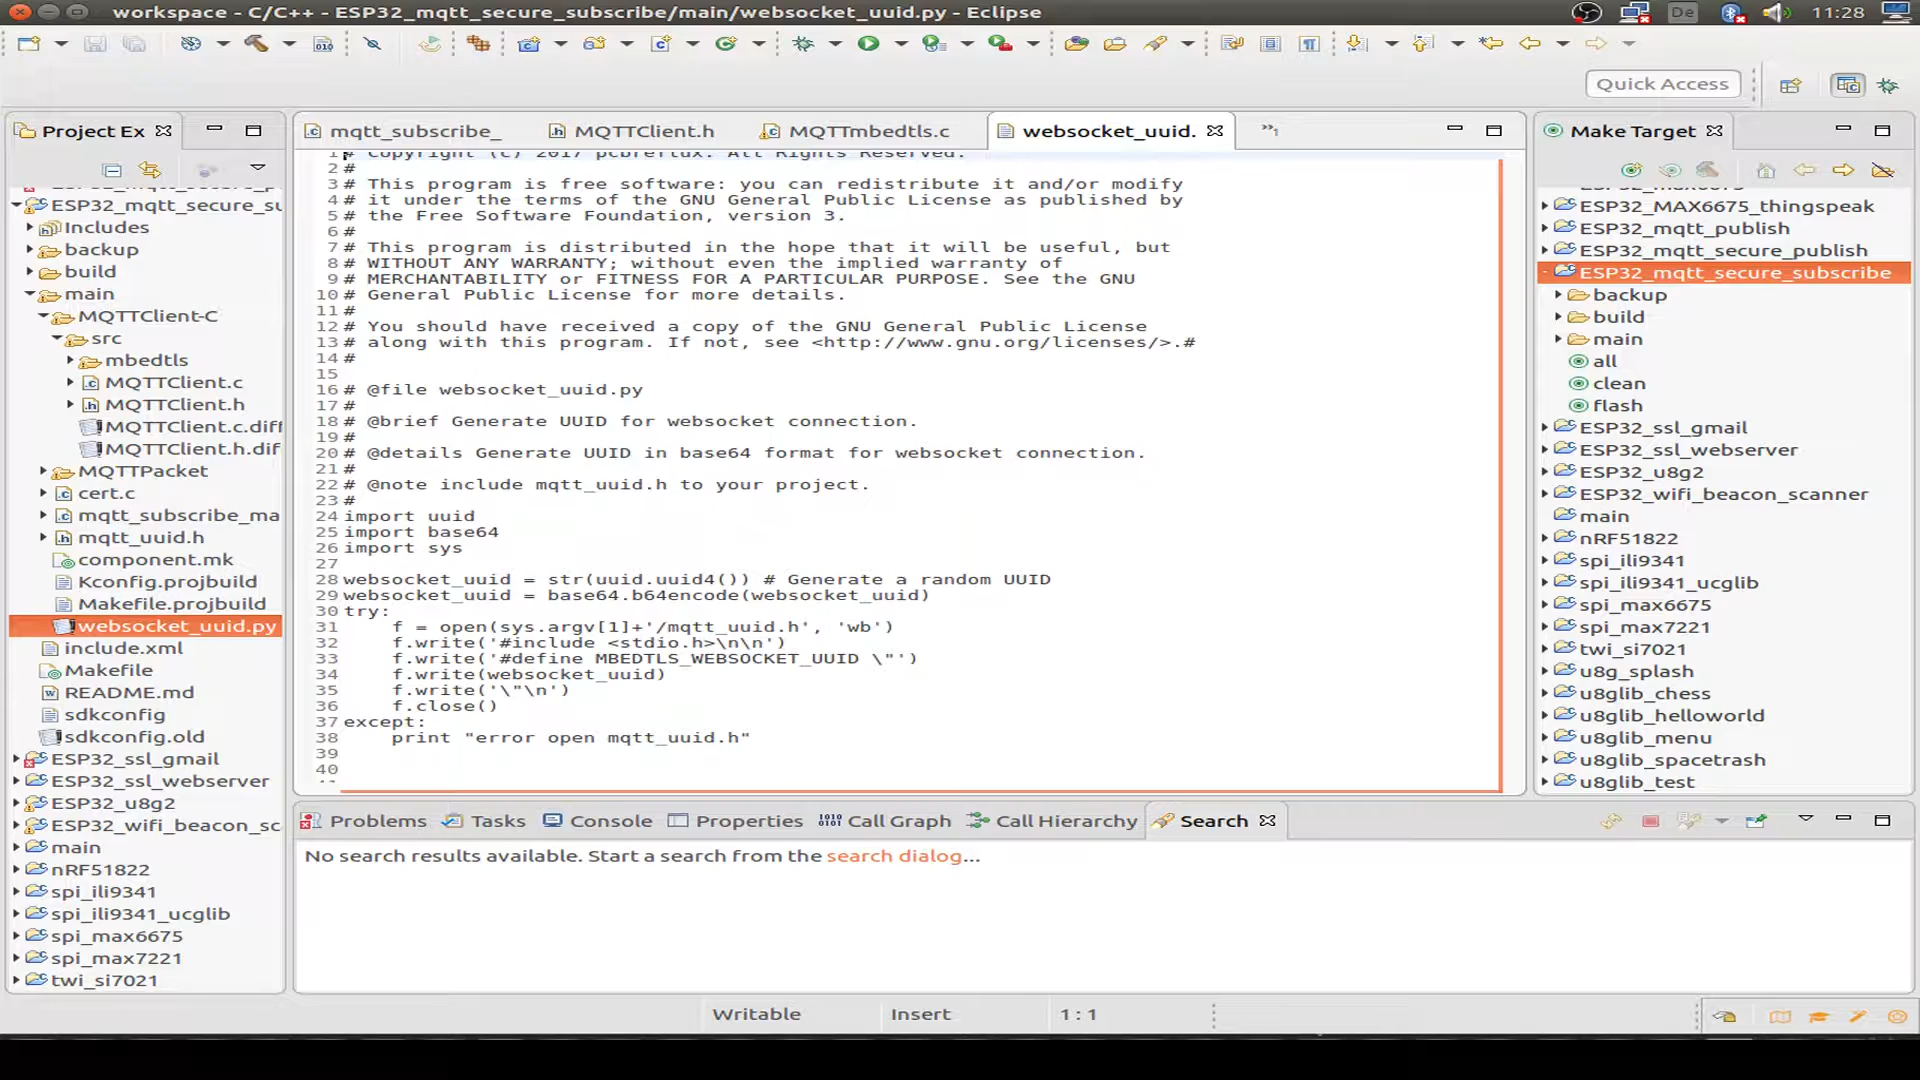 workspace - C/C++ - ESP32_mqtt_secure_subscribe/main/websocket_uuid.py - Eclipse
De
11:28
Quick Access
Project Ex
ESP32_mqtt_secure_su
Includes
backup
build
main
MQTTClient-C
src
mbedtls
MQTTClient.c
MQTTClient.h
MQTTClient.c.diff
MQTTClient.h.dif
MQTTPacket
cert.c
mqtt_subscribe_ma
mqtt_uuid.h
component.mk
Kconfig.projbuild
Makefile.projbuild
websocket_uuid.py
include.xml
Makefile
README.md
sdkconfig
sdkconfig.old
ESP32_ssl_gmail
ESP32_ssl_webserver
ESP32_u8g2
ESP32_wifi_beacon_sc
main
nRF51822
spi_ili9341
spi_ili9341_ucglib
spi_max6675
spi_max7221
twi_si7021
mqtt_subscribe_
MQTTClient.h
MQTTmbedtls.c
websocket_uuid.
"1
1 # Copyright (c) 2017 pcbreflux. All Rights Reserved.
2 #
3 # This program is free software: you can redistribute it and/or modify
4 # it under the terms of the GNU General Public License as published by
5 # the Free Software Foundation, version 3.
6 #
7 # This program is distributed in the hope that it will be useful, but
8 # WITHOUT ANY WARRANTY; without even the implied warranty of
9 # MERCHANTABILITY or FITNESS FOR A PARTICULAR PURPOSE. See the GNU
10 # General Public License for more details.
11 #
12 # You should have received a copy of the GNU General Public License
13 # along with this program. If not, see <http://www.gnu.org/licenses/>.#
14 #
15
16 # @file websocket_uuid.py
17 #
18 # @brief Generate UUID for websocket connection.
19 #
20 # @details Generate UUID in base64 format for websocket connection.
21 #
22 # @note include mqtt_uuid.h to your project.
23 #
24 import uuid
25 import base64
26 import sys
27
28 websocket_uuid = str(uuid.uuid4()) # Generate a random UUID
29 websocket_uuid = base64.b64encode(websocket_uuid)
30 try:
31     f = open(sys.argv[1]+'/mqtt_uuid.h', 'wb')
32     f.write('#include <stdio.h>\n\n')
33     f.write('#define MBEDTLS_WEBSOCKET_UUID \"')
34     f.write(websocket_uuid)
35     f.write('\"\n')
36     f.close()
37 except:
38     print "error open mqtt_uuid.h"
39
40
Make Target
ESP32_MAX6675_thingspeak
ESP32_mqtt_publish
ESP32_mqtt_secure_publish
ESP32_mqtt_secure_subscribe
backup
build
main
all
clean
flash
ESP32_ssl_gmail
ESP32_ssl_webserver
ESP32_u8g2
ESP32_wifi_beacon_scanner
main
nRF51822
spi_ili9341
spi_ili9341_ucglib
spi_max6675
spi_max7221
twi_si7021
u8g_splash
u8glib_chess
u8glib_helloworld
u8glib_menu
u8glib_spacetrash
u8glib_test
Problems
Tasks
Console
Properties
Call Graph
Call Hierarchy
Search
No search results available. Start a search from the search dialog...
Writable
Insert
1 : 1